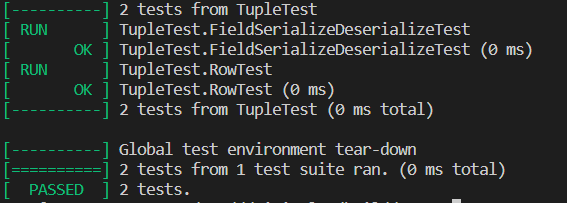 [----------] 2 tests from TupleTest
[ RUN      ] TupleTest.FieldSerializeDeserializeTest
[       OK ] TupleTest.FieldSerializeDeserializeTest (0 ms)
[ RUN      ] TupleTest.RowTest
[       OK ] TupleTest.RowTest (0 ms)
[----------] 2 tests from TupleTest (0 ms total)

[----------] Global test environment tear-down
[==========] 2 tests from 1 test suite ran. (0 ms total)
[  PASSED  ] 2 tests.